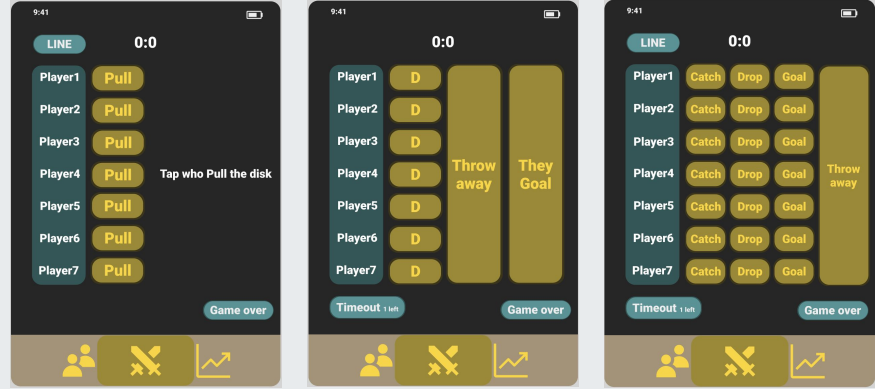 9:41
LINE
0:0
Player1 Pull
Player2 Pull
Player3 Pull
Player4 Pull
Player5 Pull
Player6 Pull
Player7 Pull
Tap who Pull the disk
Game over
9:41
0:0
Player1 D
Player2 D
Player3 D
Player4 D
Player5 D
Player6 D
Player7 D
Throw
away
They
Goal
Timeout 1 left
Game over
9:41
LINE
0:0
Player1 Catch Drop Goal
Player2 Catch Drop Goal
Player3 Catch Drop Goal
Player4 Catch Drop Goal
Player5 Catch Drop Goal
Player6 Catch Drop Goal
Player7 Catch Drop Goal
Throw
away
Timeout 1 left
Game over